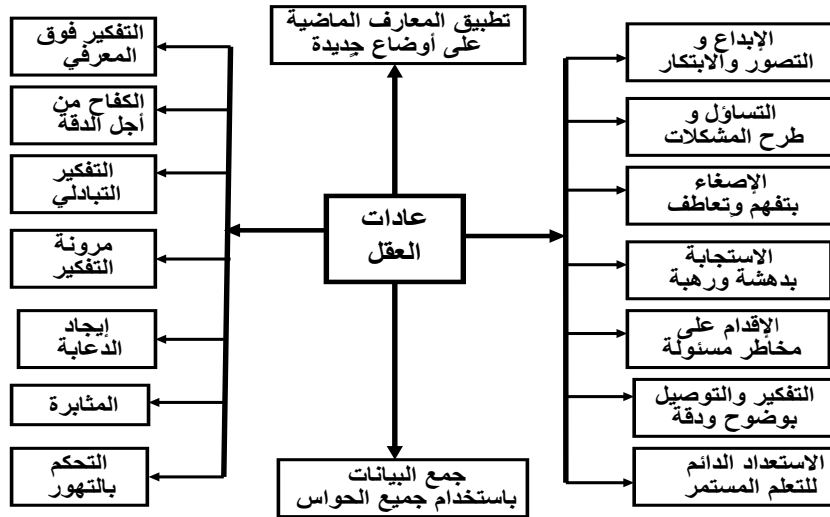 تطبيق المعارف الماضية
على أوضاع جديدة
الإبداع و
التصور والابتكار
التساؤل و
طرح المشكلات
الإصغاء
بتفهم وتعاطف
الاستجابة
بدهشة ورهبة
الإقدام على
مخاطر مسئولة
التفكير والتوصيل
بوضوح ودقة
الاستعداد الدائم
للتعلم المستمر
عادات
العقل
التفكير فوق
المعرفي
الكفاح من
أجل الدقة
التفكير
التبادلي
مرونة
التفكير
إيجاد
الدعابة
المثابرة
التحكم
بالتهور
جمع البيانات
باستخدام جميع الحواس